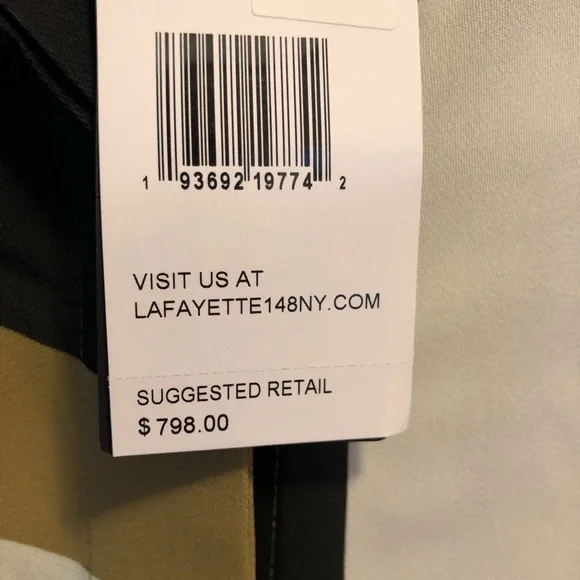 1 93692 19774 2
VISIT US AT
LAFAYETTE148NY.COM
SUGGESTED RETAIL
$ 798.00